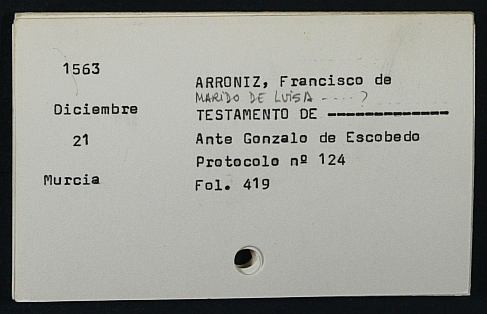 1563
ARRONIZ, Francisco de
MARIDO DE LUISA ....?
Diciembre
TESTAMENTO DE -------------
21
Ante Gonzalo de Escobedo
Protocolo nº 124
Murcia
Fol. 419